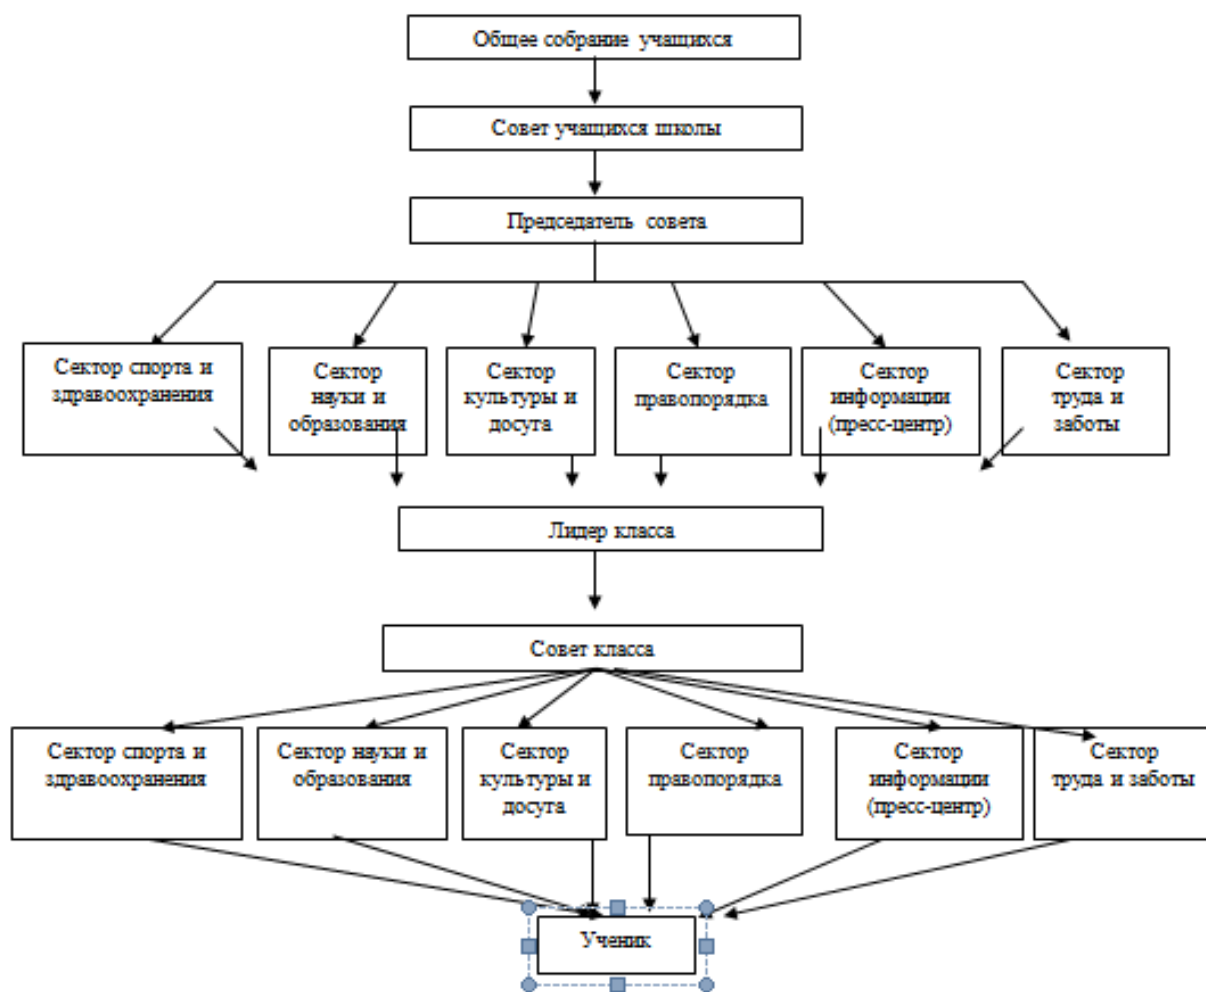 Общее собрание учащихся
Совет учащихся школы
Председатель совета
Сектор спорта и
здравоохранения
Сектор
науки и
образования
Сектор
культуры и
досуга
Сектор
правопорядка
Сектор
информации
(пресс-центр)
Сектор
труда и
заботы
Лидер класса
Совет класса
Сектор спорта и
здравоохранения
Сектор науки и
образования
Сектор
культуры и
досуга
Сектор
правопорядка
Сектор
информации
(пресс-центр)
Сектор
труда и заботы
Ученик